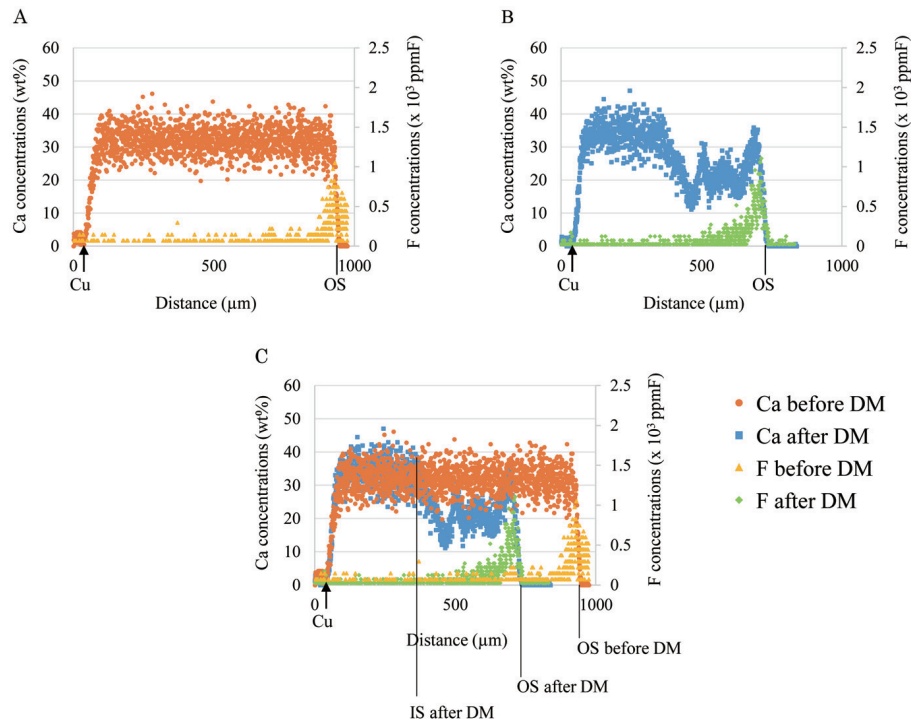 A
Ca concentrations (wt%)
60
50
40
30
20
10
0
2.5
2
1.5
1
0.5
0
F concentrations (x 10³ ppmF)
0
500
1000
Cu
OS
Distance (µm)
B
Ca concentrations (wt%)
60
50
40
30
20
10
0
2.5
2
1.5
1
0.5
0
F concentrations (x 10³ ppmF)
0
500
1000
Cu
OS
Distance (µm)
C
Ca concentrations (wt%)
60
50
40
30
20
10
0
2.5
2
1.5
1
0.5
0
F concentrations (x 10³ ppmF)
0
500
1000
Cu
Distance (µm)
OS before DM
OS after DM
IS after DM
Ca before DM
Ca after DM
F before DM
F after DM